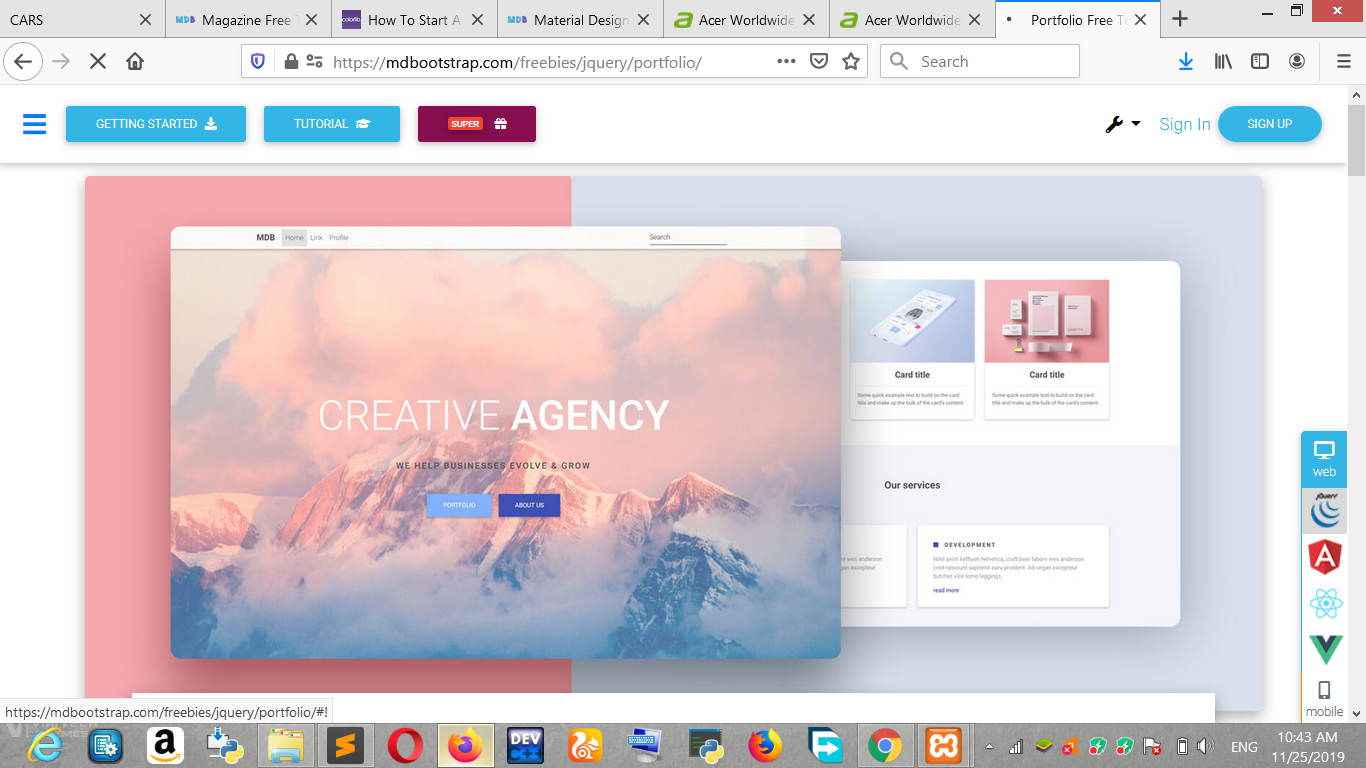 CARS
MDB Magazine Free T
colorlib How To Start A
MDB Material Design
Acer Worldwide
Acer Worldwide
Portfolio Free Te
https://mdbootstrap.com/freebies/jquery/portfolio/
Search
GETTING STARTED
TUTORIAL
SUPER
Sign In
SIGN UP
MDB Home Link Profile
Search
CREATIVE AGENCY
WE HELP BUSINESSES EVOLVE & GROW
PORTFOLIO
ABOUT US
Card title
Some quick example text to build on the card
title and make up the bulk of the card's content.
Card title
Some quick example text to build on the card
title and make up the bulk of the card's content.
Our services
wes anderson
excepteur
DEVELOPMENT
Nihil anim keffiyeh helvetica, craft beer labore wes anderson
cred nesciunt sapiente earu prodent. Ad vegan excepteur
butcher vice lomo leggings.
read more
web
jQuery
mobile
https://mdbootstrap.com/freebies/jquery/portfolio/#!
DEV
C++
ENG
10:43 AM
11/25/2019